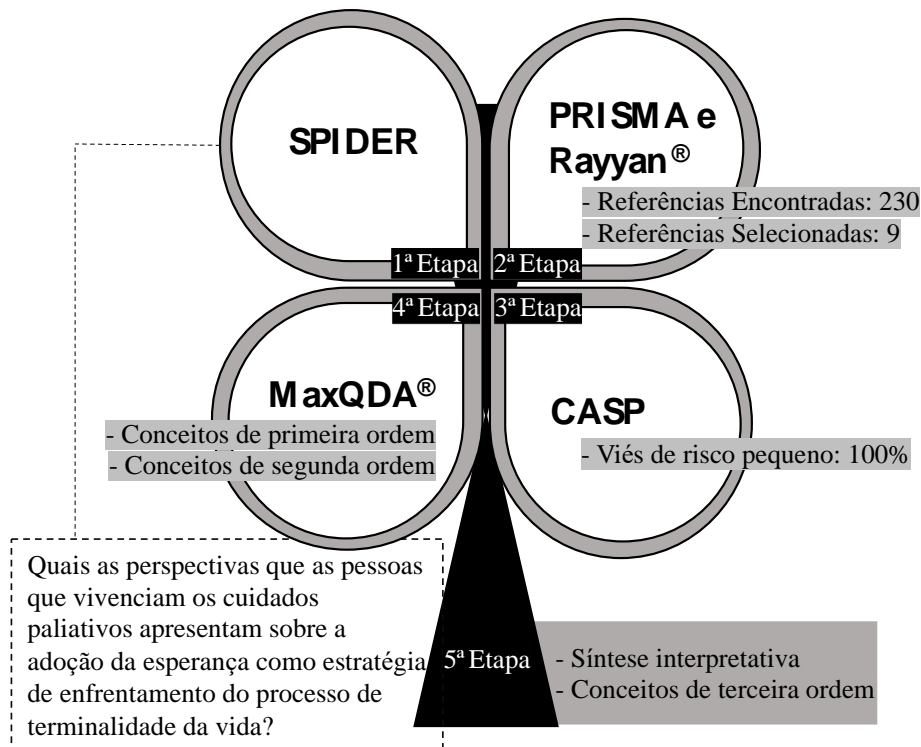 SPIDER
1ª Etapa
PRISMA e
Rayyan®
- Referências Encontradas: 230
- Referências Selecionadas: 9
2ª Etapa
4ª Etapa
MaxQDA®
- Conceitos de primeira ordem
- Conceitos de segunda ordem
3ª Etapa
CASP
- Viés de risco pequeno: 100%
Quais as perspectivas que as pessoas
que vivenciam os cuidados
paliativos apresentam sobre a
adoção da esperança como estratégia
de enfrentamento do processo de
terminalidade da vida?
5ª Etapa
- Síntese interpretativa
- Conceitos de terceira ordem